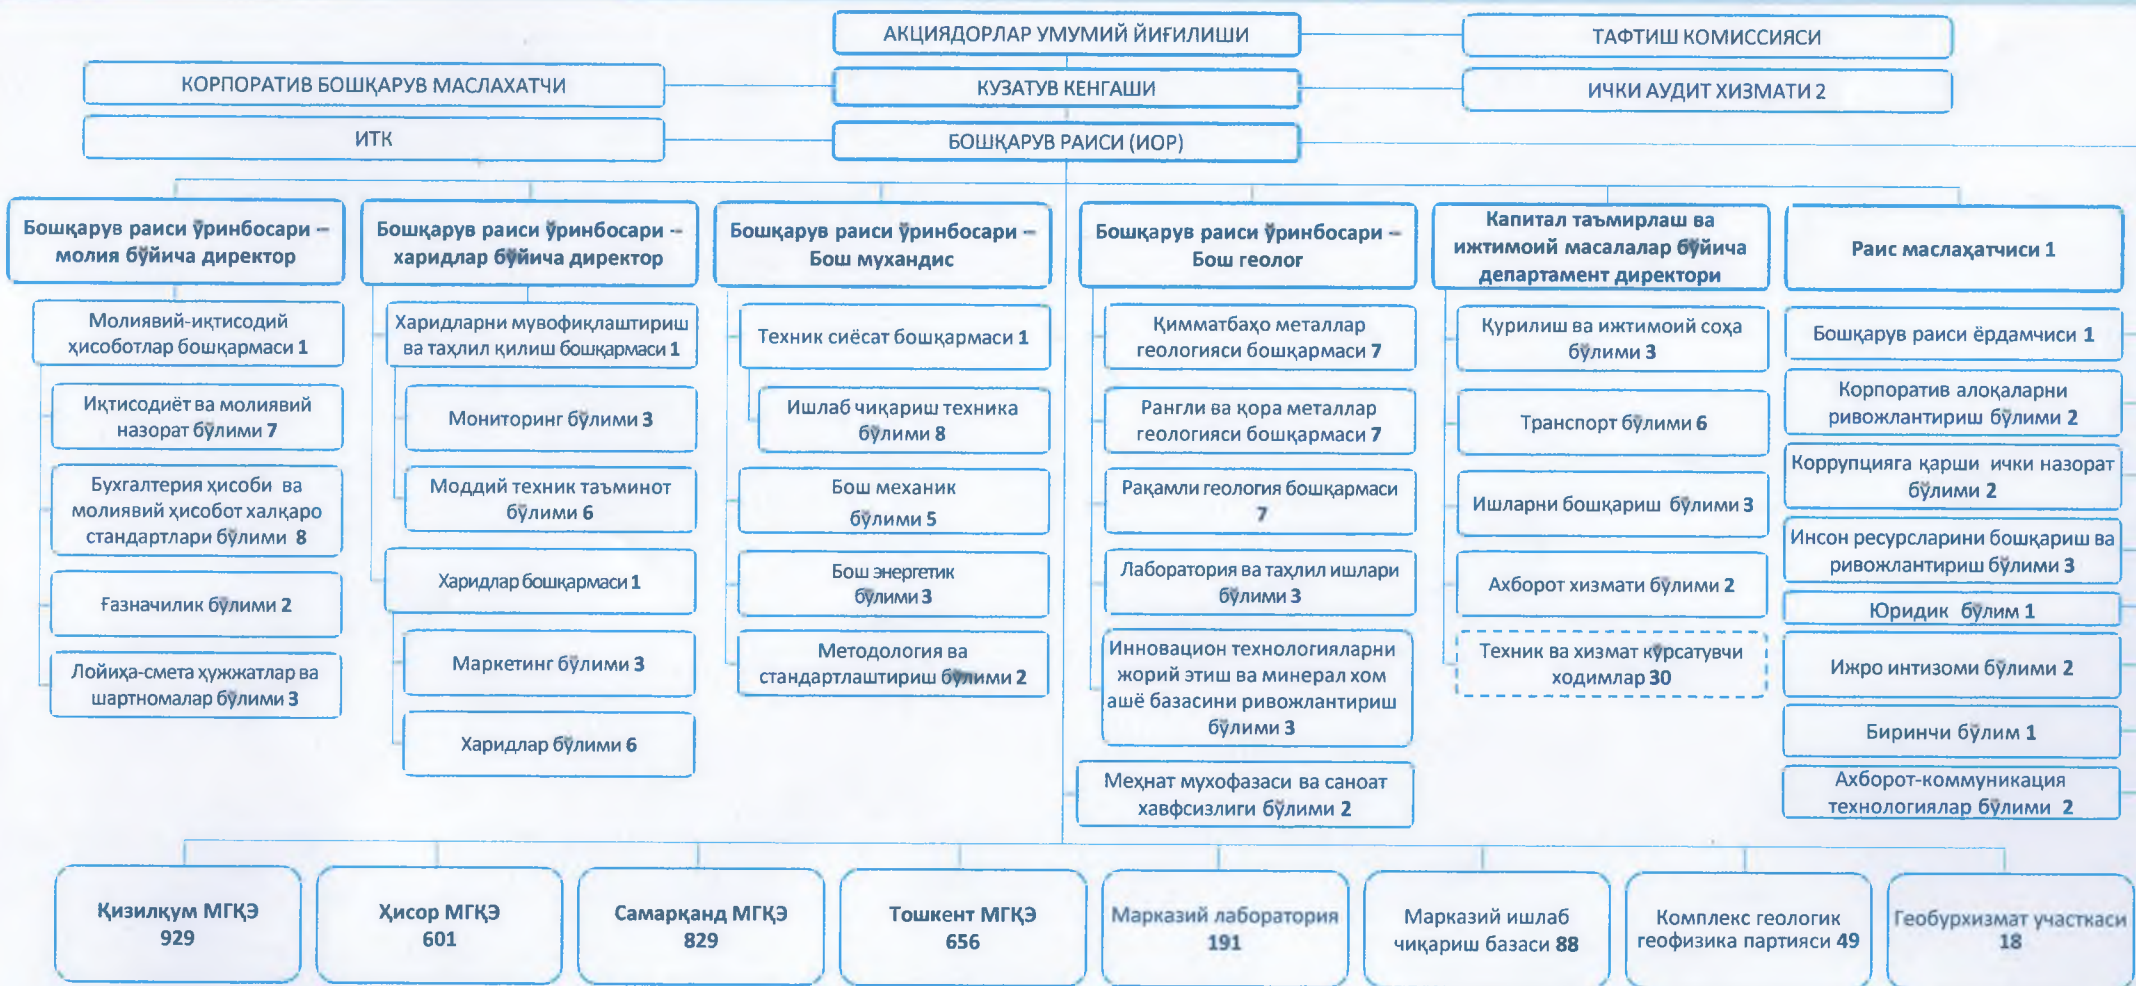 АКЦИЯДОРЛАР УМУМИЙ ЙИҒИЛИШИ
ТАФТИШ КОМИССИЯСИ
КОРПОРАТИВ БОШҚАРУВ МАСЛАХАТЧИ
КУЗАТУВ КЕНГАШИ
ИЧКИ АУДИТ ХИЗМАТИ 2
ИТК
БОШҚАРУВ РАИСИ (ИОР)
Бошқарув раиси ўринбосари –
молия бўйича директор
Молиявий-иқтисодий
ҳисоботлар бошқармаси 1
Иқтисодиёт ва молиявий
назорат бўлими 7
Бухгалтерия ҳисоби ва
молиявий ҳисобот халқаро
стандартлари бўлими 8
Ғазначилик бўлими 2
Лойиҳа-смета ҳужжатлар ва
шартномалар бўлими 3
Бошқарув раиси ўринбосари –
харидлар бўйича директор
Харидларни мувофиқлаштириш
ва таҳлил қилиш бошқармаси 1
Мониторинг бўлими 3
Моддий техник таъминот
бўлими 6
Харидлар бошқармаси 1
Маркетинг бўлими 3
Харидлар бўлими 6
Бошқарув раиси ўринбосари –
Бош мухандис
Техник сиёсат бошқармаси 1
Ишлаб чиқариш техника
бўлими 8
Бош механик
бўлими 5
Бош энергетик
бўлими 3
Методология ва
стандартлаштириш бўлими 2
Бошқарув раиси ўринбосари –
Бош геолог
Қимматбаҳо металлар
геологияси бошқармаси 7
Рангли ва қора металлар
геологияси бошқармаси 7
Рақамли геология бошқармаси
7
Лаборатория ва таҳлил ишлари
бўлими 3
Инновацион технологияларни
жорий этиш ва минерал хом
ашё базасини ривожлантириш
бўлими 3
Меҳнат мухофазаси ва саноат
хавфсизлиги бўлими 2
Капитал таъмирлаш ва
ижтимоий масалалар бўйича
департамент директори
Қурилиш ва ижтимоий соҳа
бўлими 3
Транспорт бўлими 6
Ишларни бошқариш бўлими 3
Ахборот хизмати бўлими 2
Техник ва хизмат кўрсатувчи
ходимлар 30
Раис маслаҳатчиси 1
Бошқарув раиси ёрдамчиси 1
Корпоратив алоқаларни
ривожлантириш бўлими 2
Коррупцияга қарши ички назорат
бўлими 2
Инсон ресурсларини бошқариш ва
ривожлантириш бўлими 3
Юридик бўлим 1
Ижро интизоми бўлими 2
Биринчи бўлим 1
Ахборот-коммуникация
технологиялар бўлими 2
Қизилқум МГҚЭ
929
Ҳисор МГҚЭ
601
Самарқанд МГҚЭ
829
Тошкент МГҚЭ
656
Марказий лаборатория
191
Марказий ишлаб
чиқариш базаси 88
Комплекс геологик
геофизика партияси 49
Геобурхизмат участкаси
18